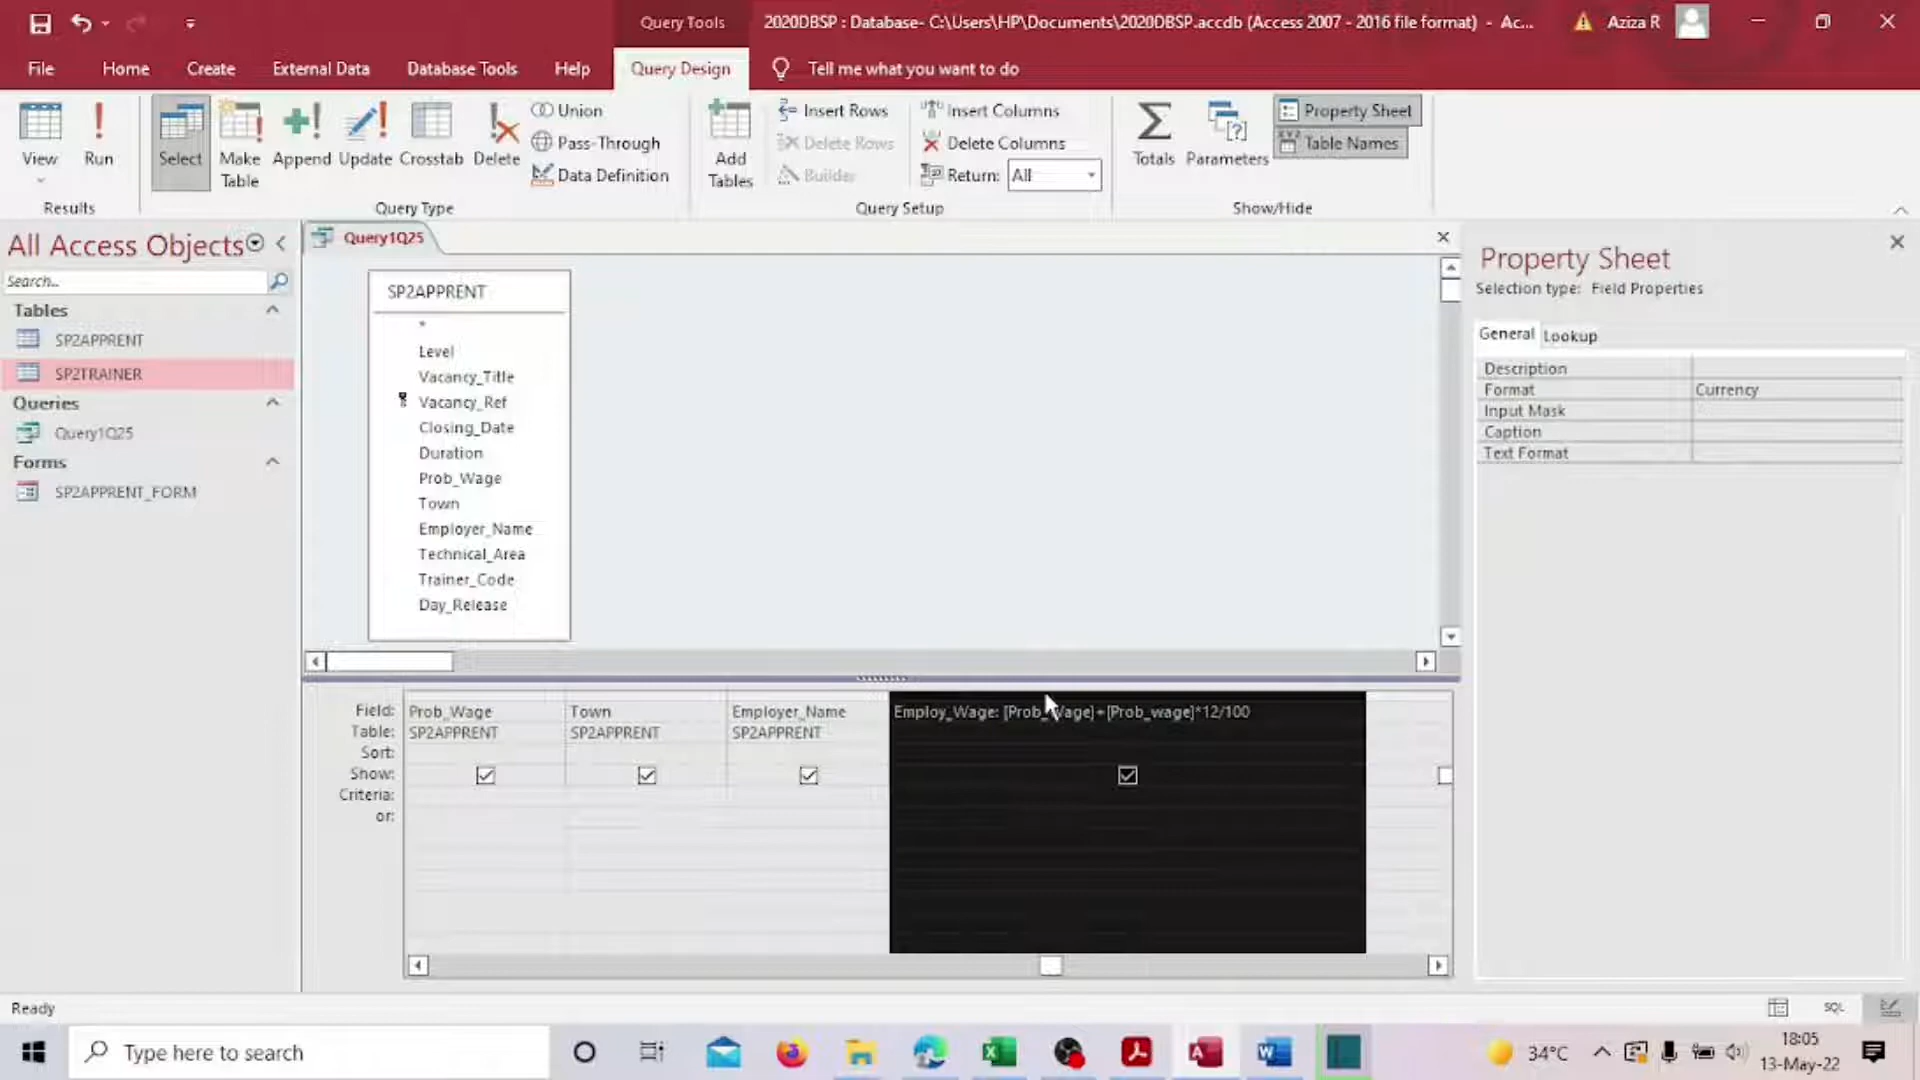 Query Tools
2020DBSP : Database- C:\Users\HP\Documents\2020DBSP.accdb (Access 2007 - 2016 file format) - Ac...
Aziza R
File
Home
Create
External Data
Database Tools
Help
Query Design
Tell me what you want to do
View
Run
Select
Make Table
Append
Update
Crosstab
Delete
Union
Pass-Through
Data Definition
Add Tables
Insert Rows
Delete Rows
Builder
Insert Columns
Delete Columns
Return: All
Totals
Parameters
Property Sheet
Table Names
Results
Query Type
Query Setup
Show/Hide
All Access Objects
Search...
Tables
SP2APPRENT
SP2TRAINER
Queries
Query1Q25
Forms
SP2APPRENT_FORM
Query1Q25
SP2APPRENT
*
Level
Vacancy_Title
Vacancy_Ref
Closing_Date
Duration
Prob_Wage
Town
Employer_Name
Technical_Area
Trainer_Code
Day_Release
Field: Prob_Wage Town Employer_Name Employ_Wage: [Prob_Wage]+[Prob_wage]*12/100
Table: SP2APPRENT SP2APPRENT SP2APPRENT
Sort:
Show:
Criteria:
or:
Property Sheet
Selection type: Field Properties
General Lookup
Description
Format Currency
Input Mask
Caption
Text Format
Ready
SQL
Type here to search
34°C
18:05
13-May-22